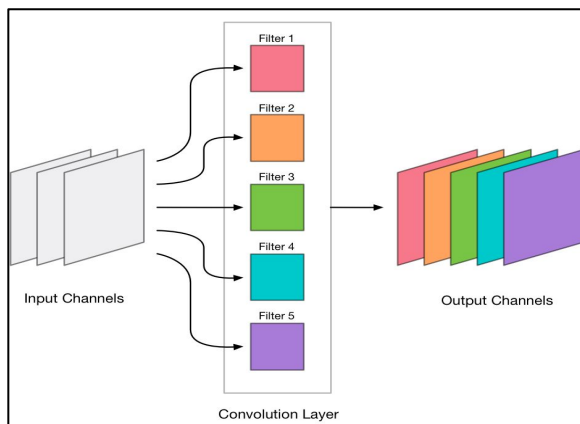 Filter 1
Filter 2
Filter 3
Filter 4
Filter 5
Input Channels
Output Channels
Convolution Layer